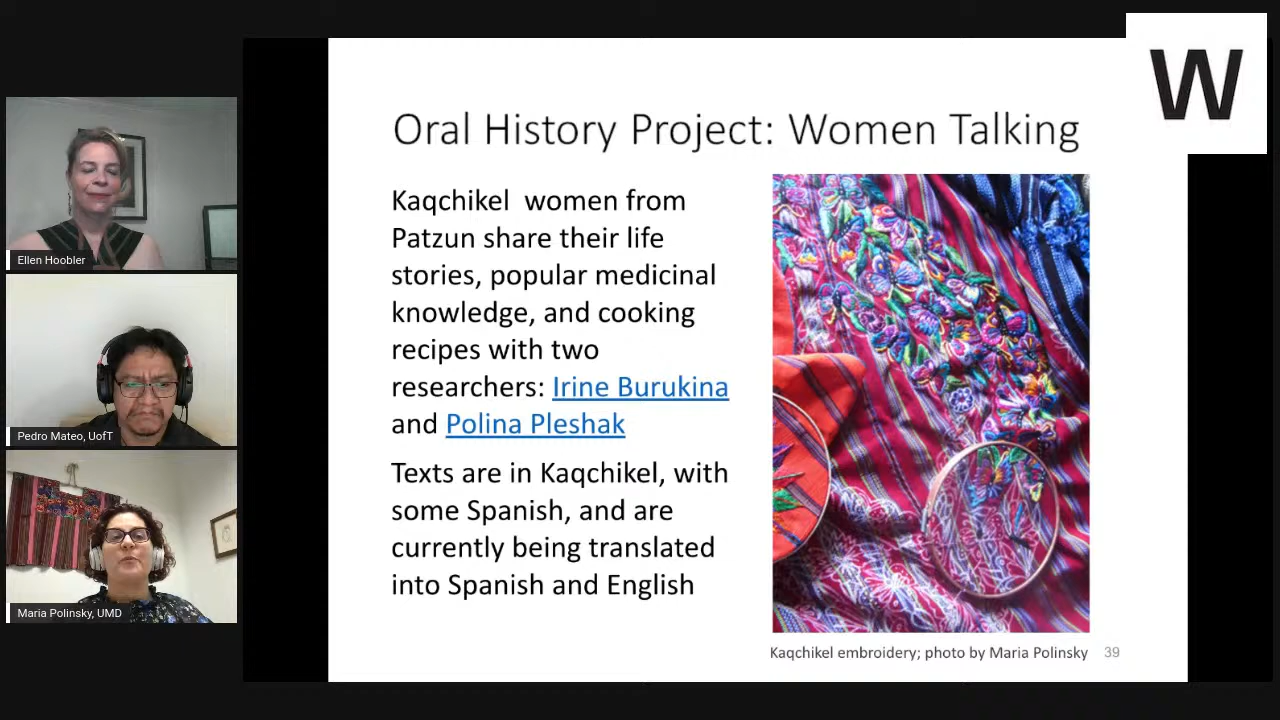 W
Oral History Project: Women Talking
Kaqchikel women from
Patzun share their life
stories, popular medicinal
knowledge, and cooking
recipes with two
researchers: Irine Burukina
and Polina Pleshak
Texts are in Kaqchikel, with
some Spanish, and are
currently being translated
into Spanish and English
Kaqchikel embroidery; photo by Maria Polinsky
39
Ellen Hoobler
Pedro Mateo, UofT
Maria Polinsky, UMD